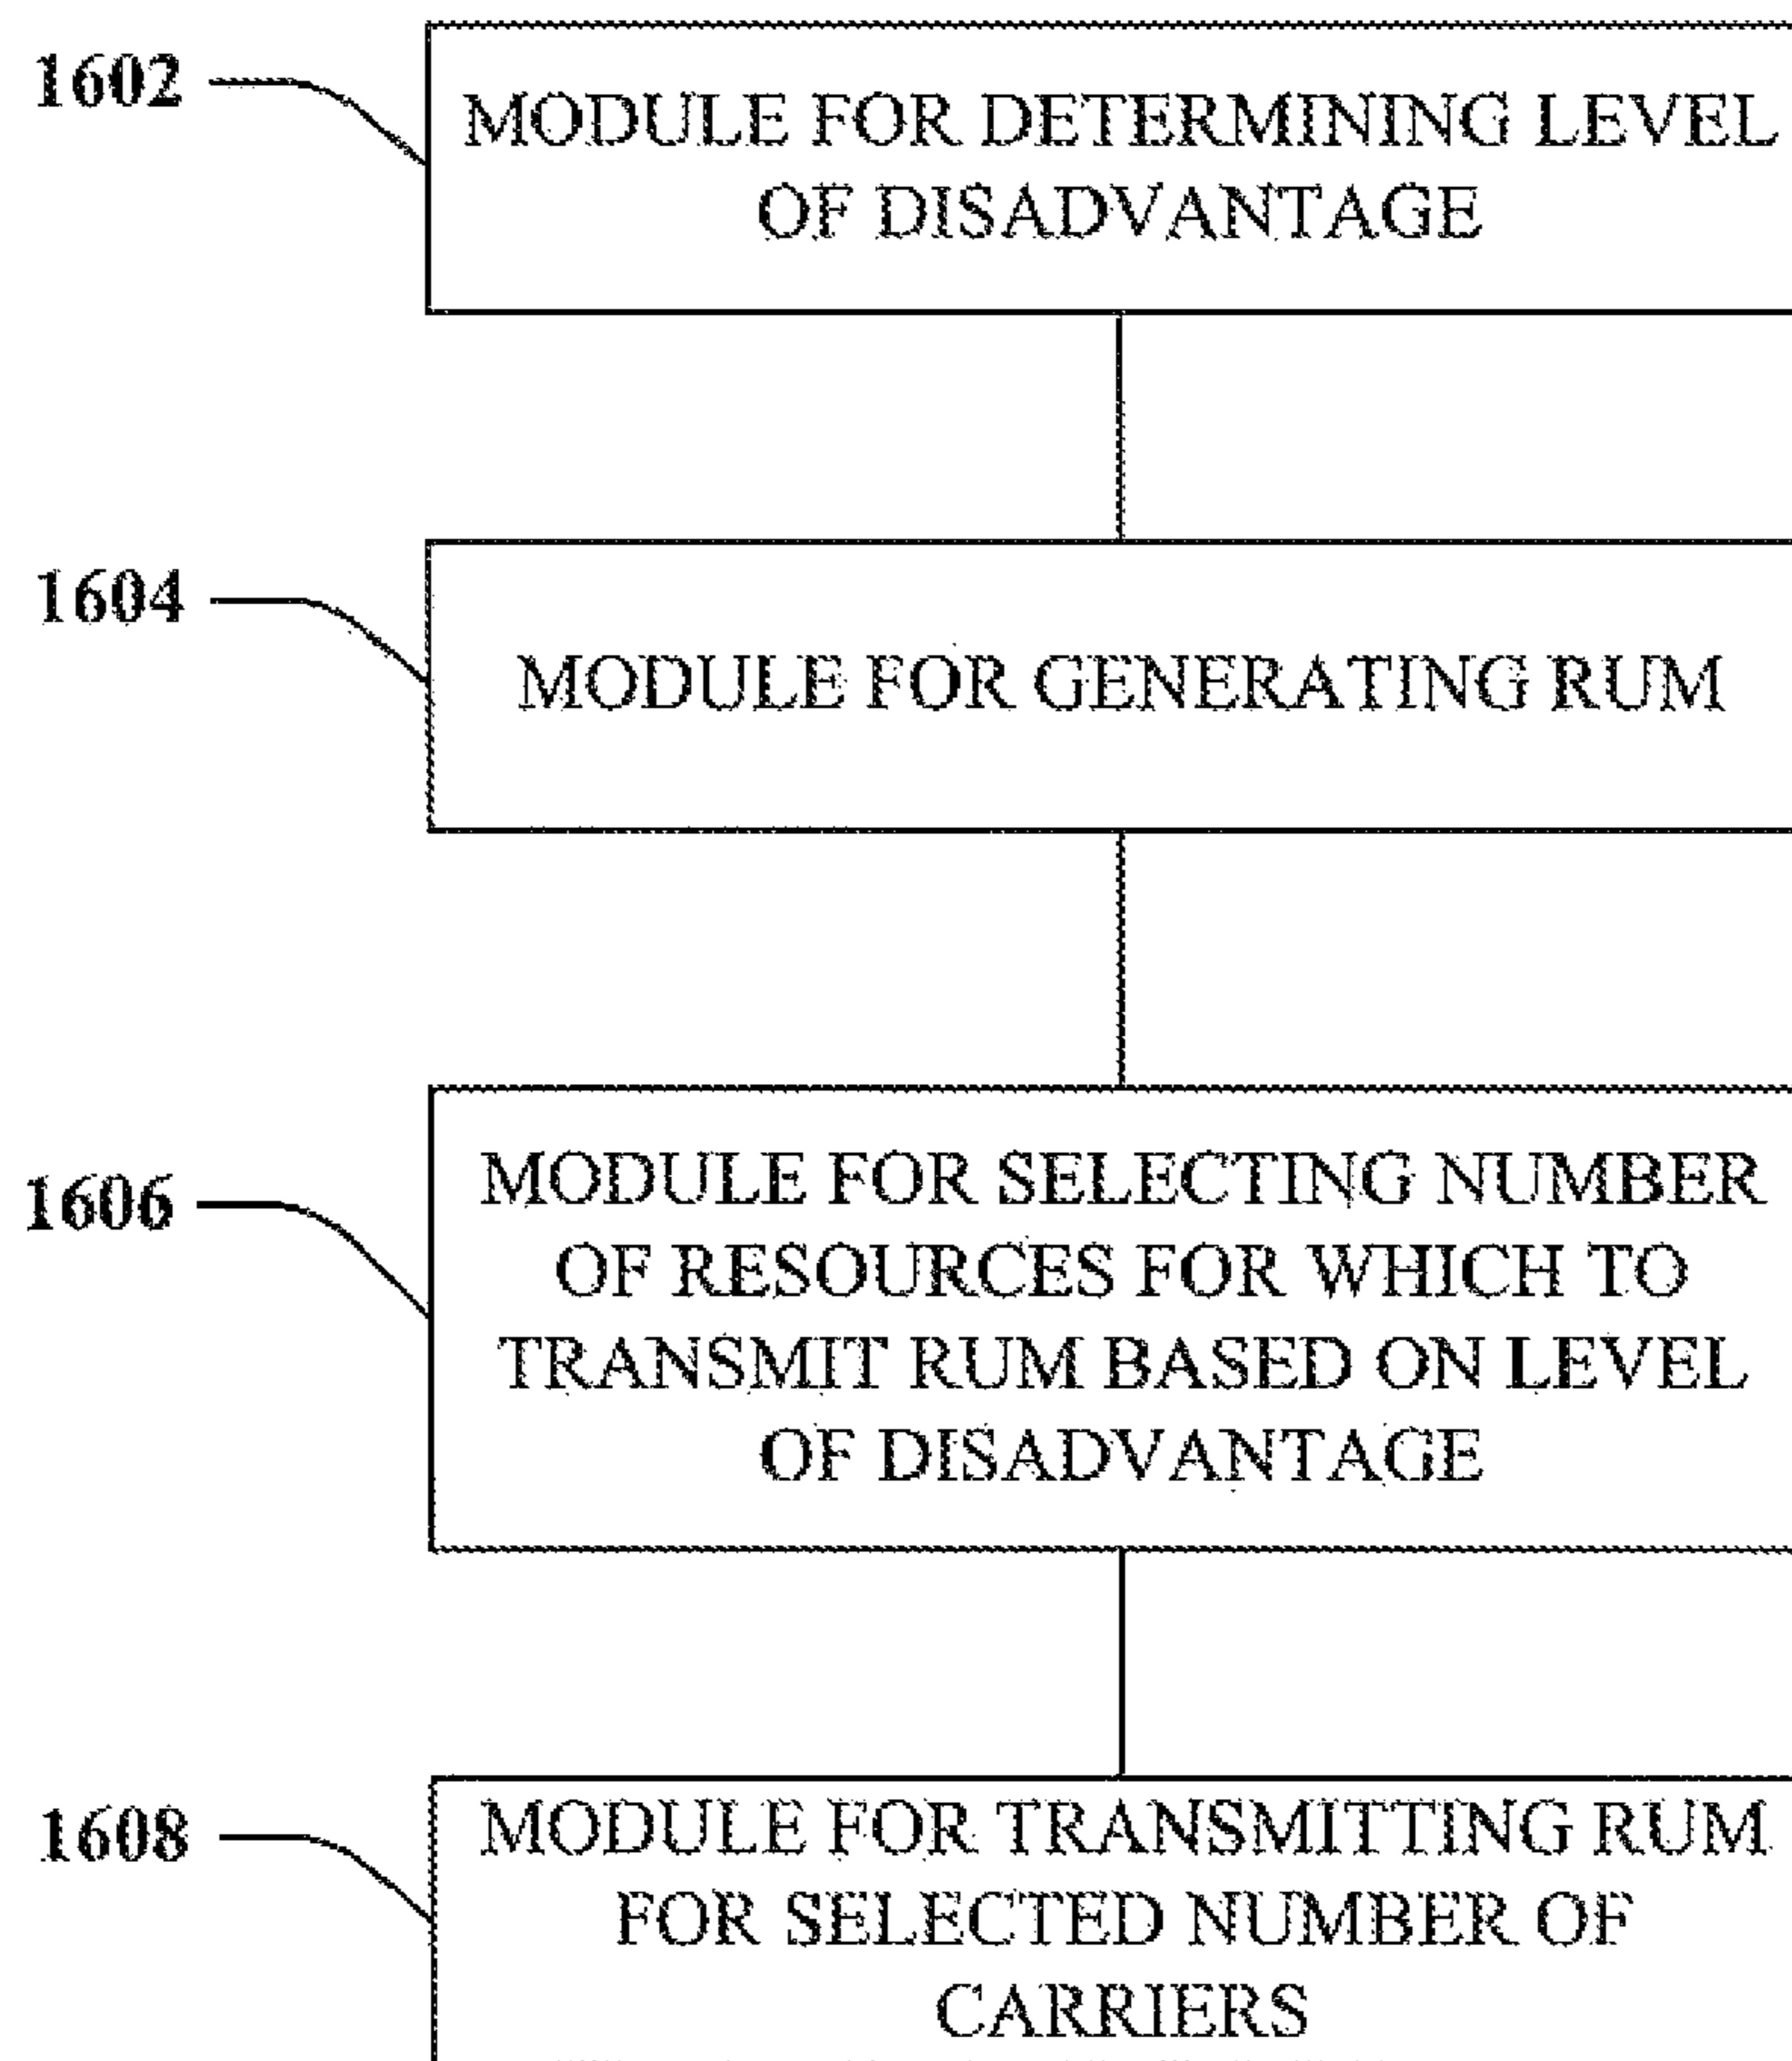 1602
MODULE FOR DETERMINING LEVEL
OF DISADVANTAGE
1604
MODULE FOR GENERATING RUM
1606
MODULE FOR SELECTING NUMBER
OF RESOURCES FOR WHICH TO
TRANSMIT RUM BASED ON LEVEL
OF DISADVANTAGE
1608
MODULE FOR TRANSMITTING RUM
FOR SELECTED NUMBER OF
CARRIERS